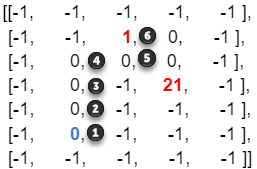 [[-1, -1, -1, -1, -1 ],
[-1, -1, 1, 6 0, -1 ],
[-1, 0, 4 0, 5 0, -1 ],
[-1, 0, 3 -1, 21, -1 ],
[-1, 0, 2 -1, -1, -1 ],
[-1, 0, 1 -1, -1, -1 ],
[-1, -1, -1, -1, -1 ]]